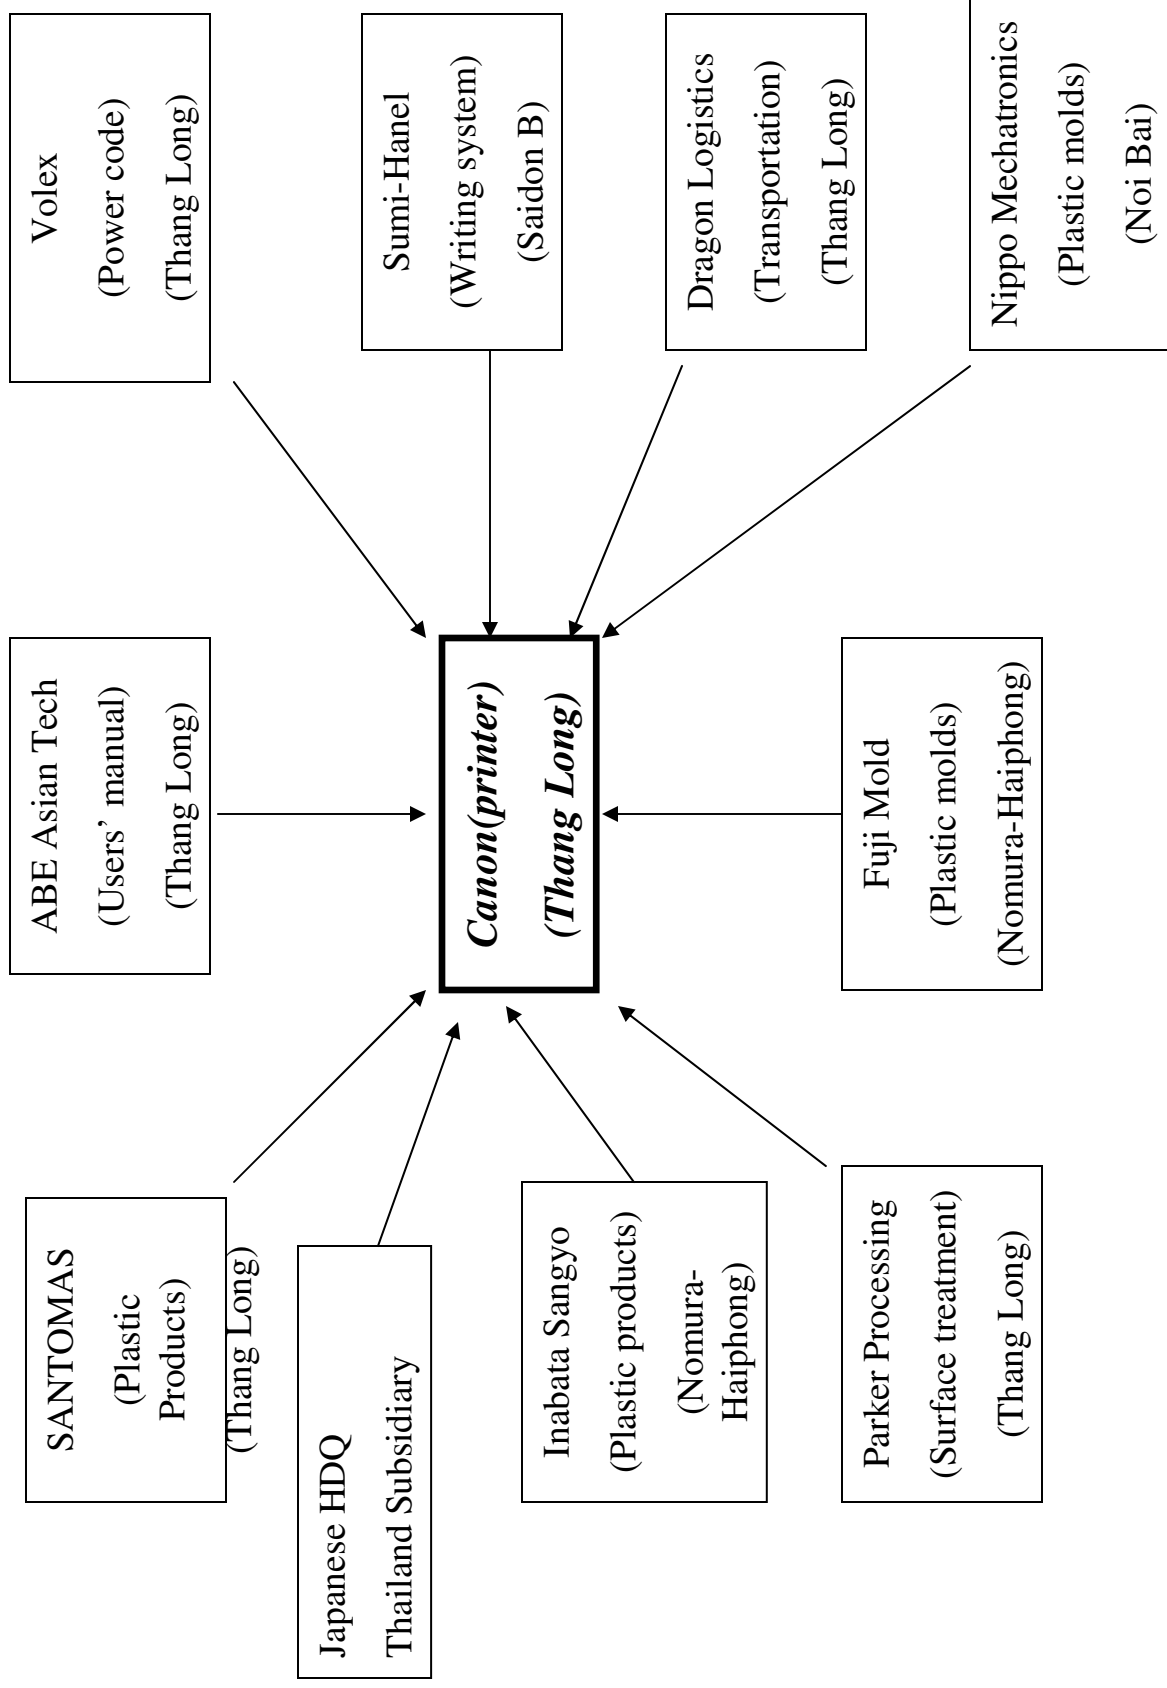 SANTOMAS
(Plastic
Products)
(Thang Long)
ABE Asian Tech
(Users’ manual)
(Thang Long)
Volex
(Power code)
(Thang Long)
Japanese HDQ
Thailand Subsidiary
Canon(printer)
(Thang Long)
Sumi-Hanel
(Writing system)
(Saidon B)
Inabata Sangyo
(Plastic products)
(Nomura-
Haiphong)
Dragon Logistics
(Transportation)
(Thang Long)
Parker Processing
(Surface treatment)
(Thang Long)
Fuji Mold
(Plastic molds)
(Nomura-Haiphong)
Nippo Mechatronics
(Plastic molds)
(Noi Bai)